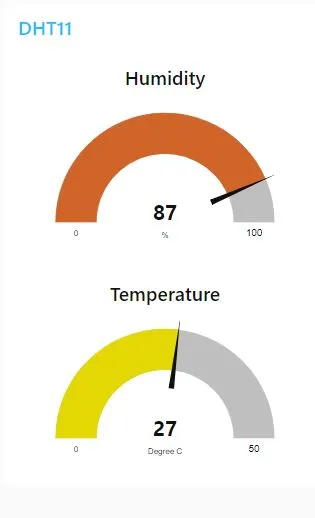 DHT11
Humidity
87
0 % 100
Temperature
27
0 Degree C 50